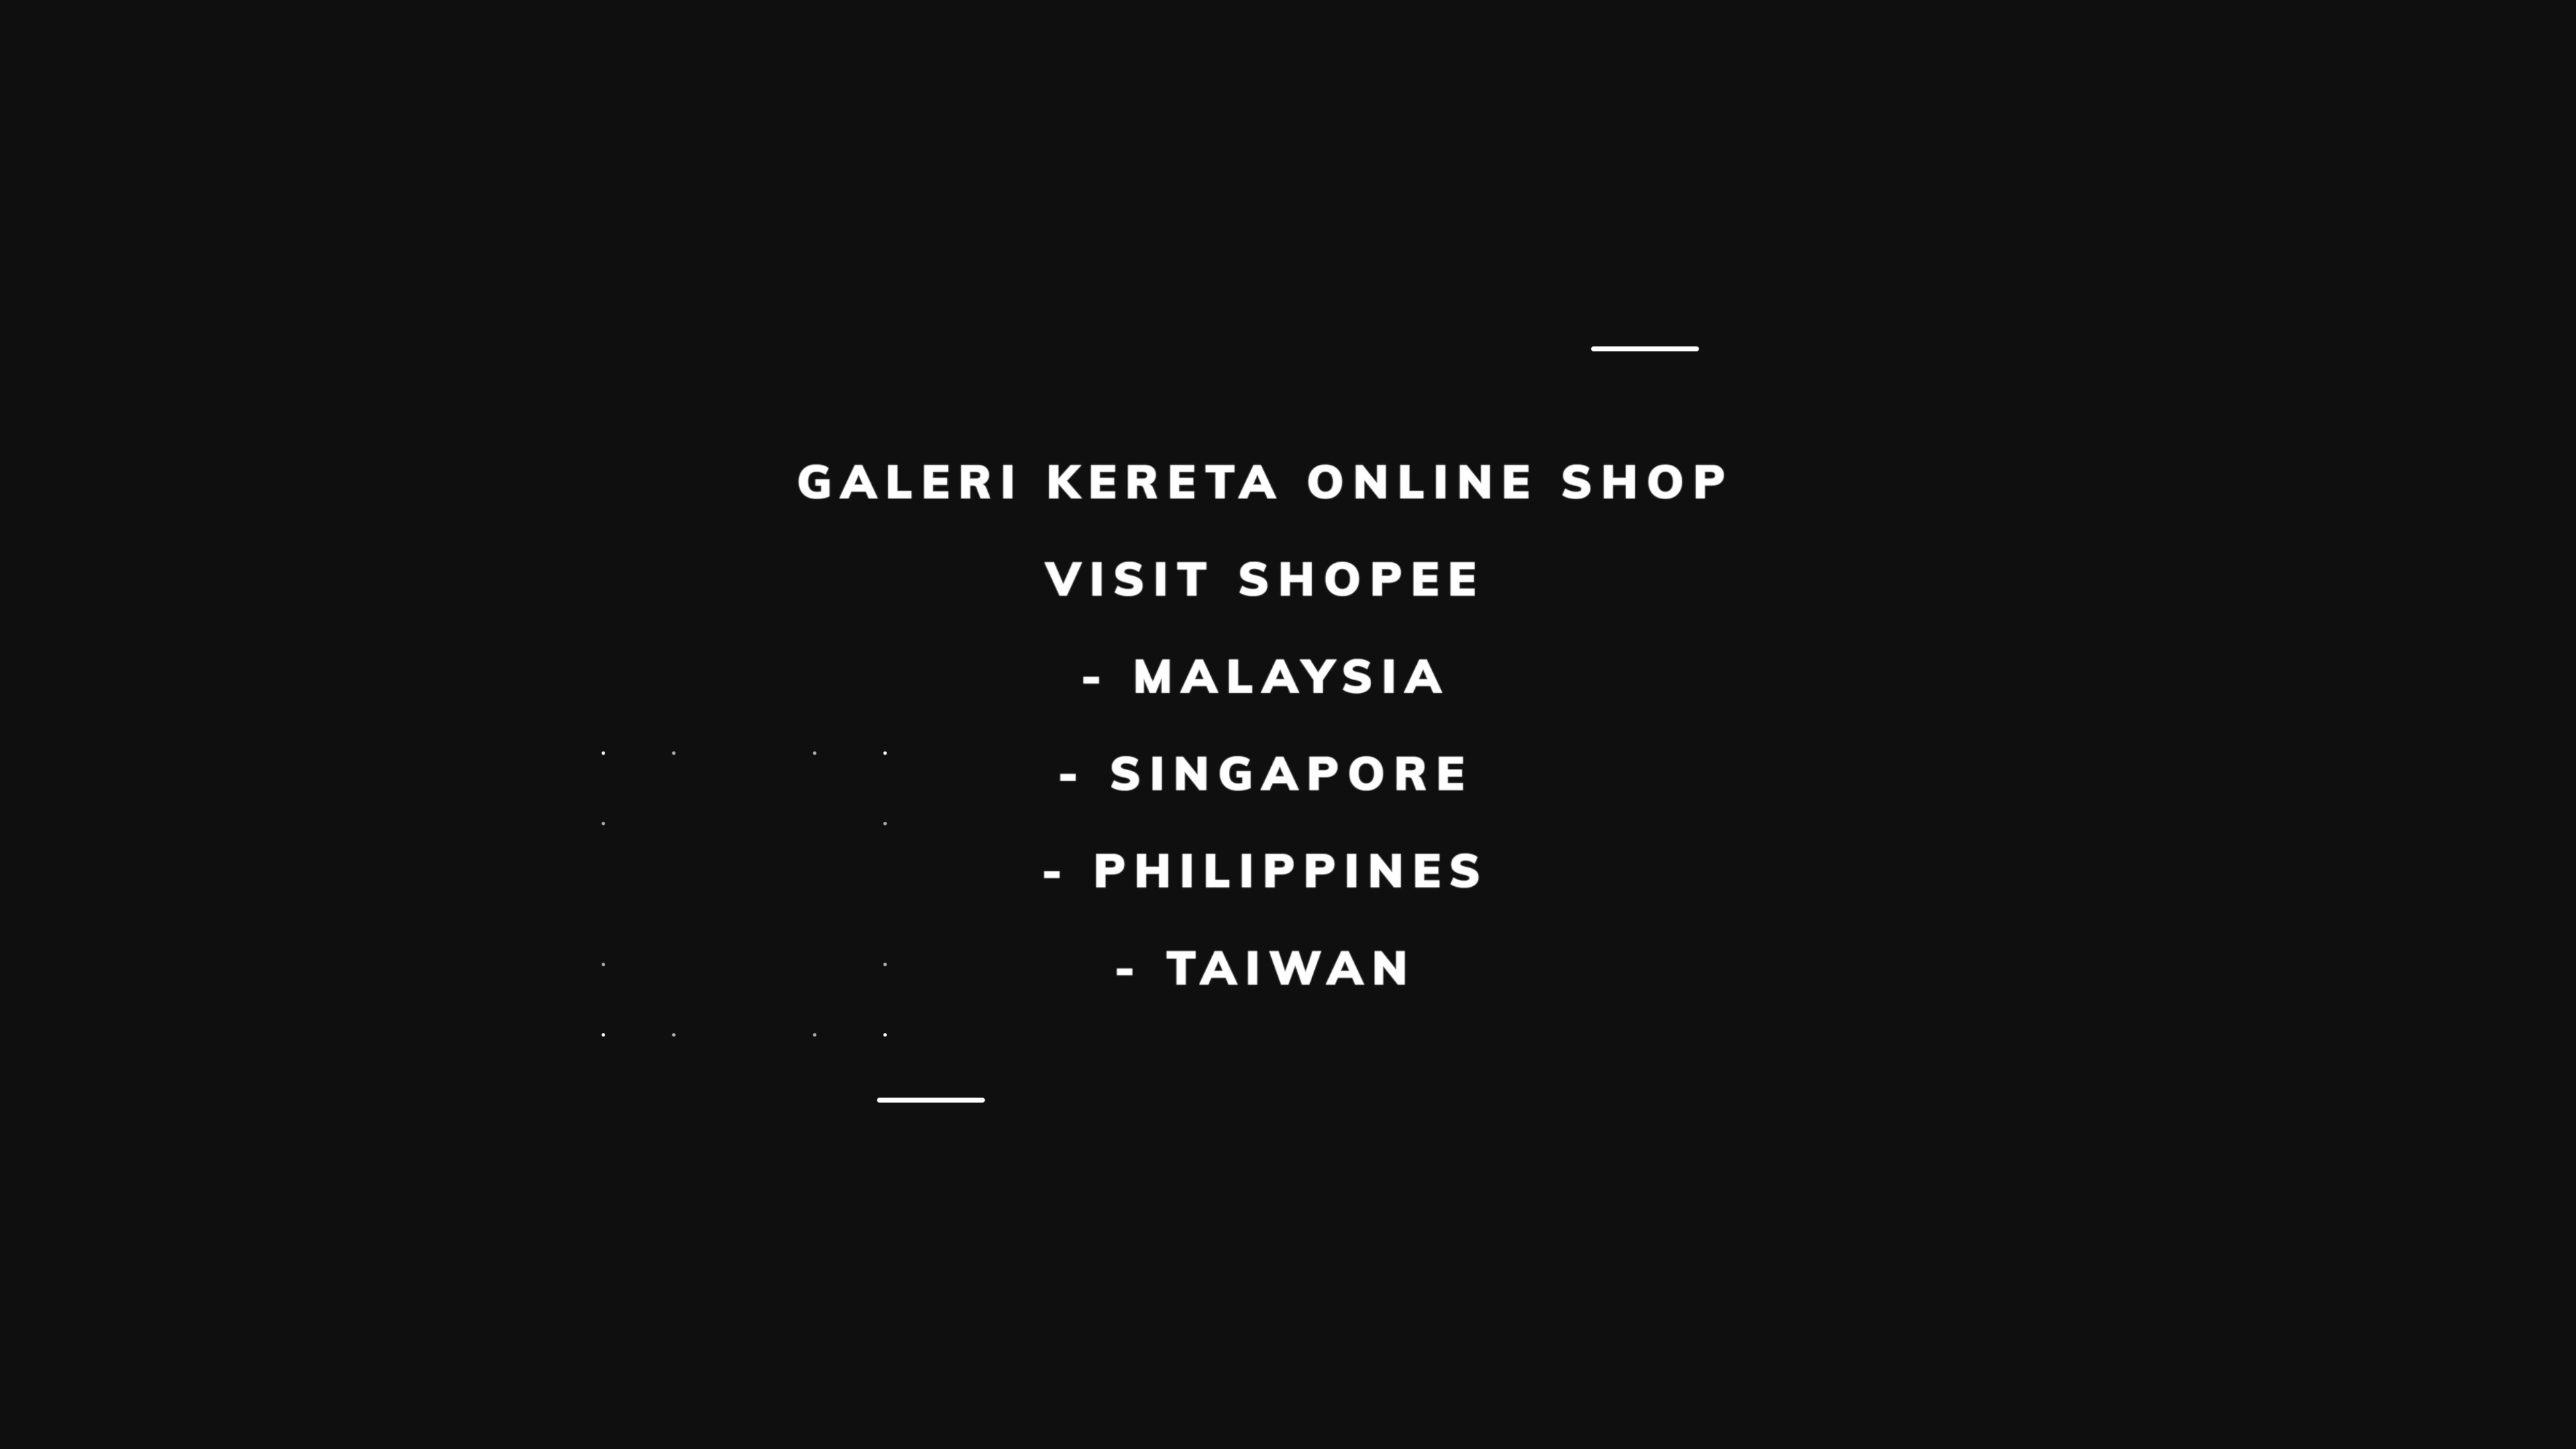 GALERI KERETA ONLINE SHOP
VISIT SHOPEE
- MALAYSIA
- SINGAPORE
- PHILIPPINES
- TAIWAN